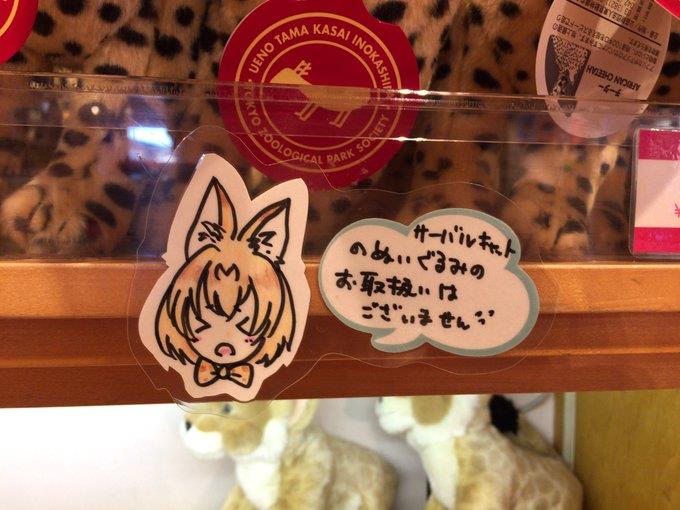 UENO TAMA KASAI INOKASHIRA
TOKYO ZOOLOGICAL PARK SOCIETY
チーター
AFRICAN CHEETAH
サーバルキャット
のぬいぐるみの
お取扱いは
ございません